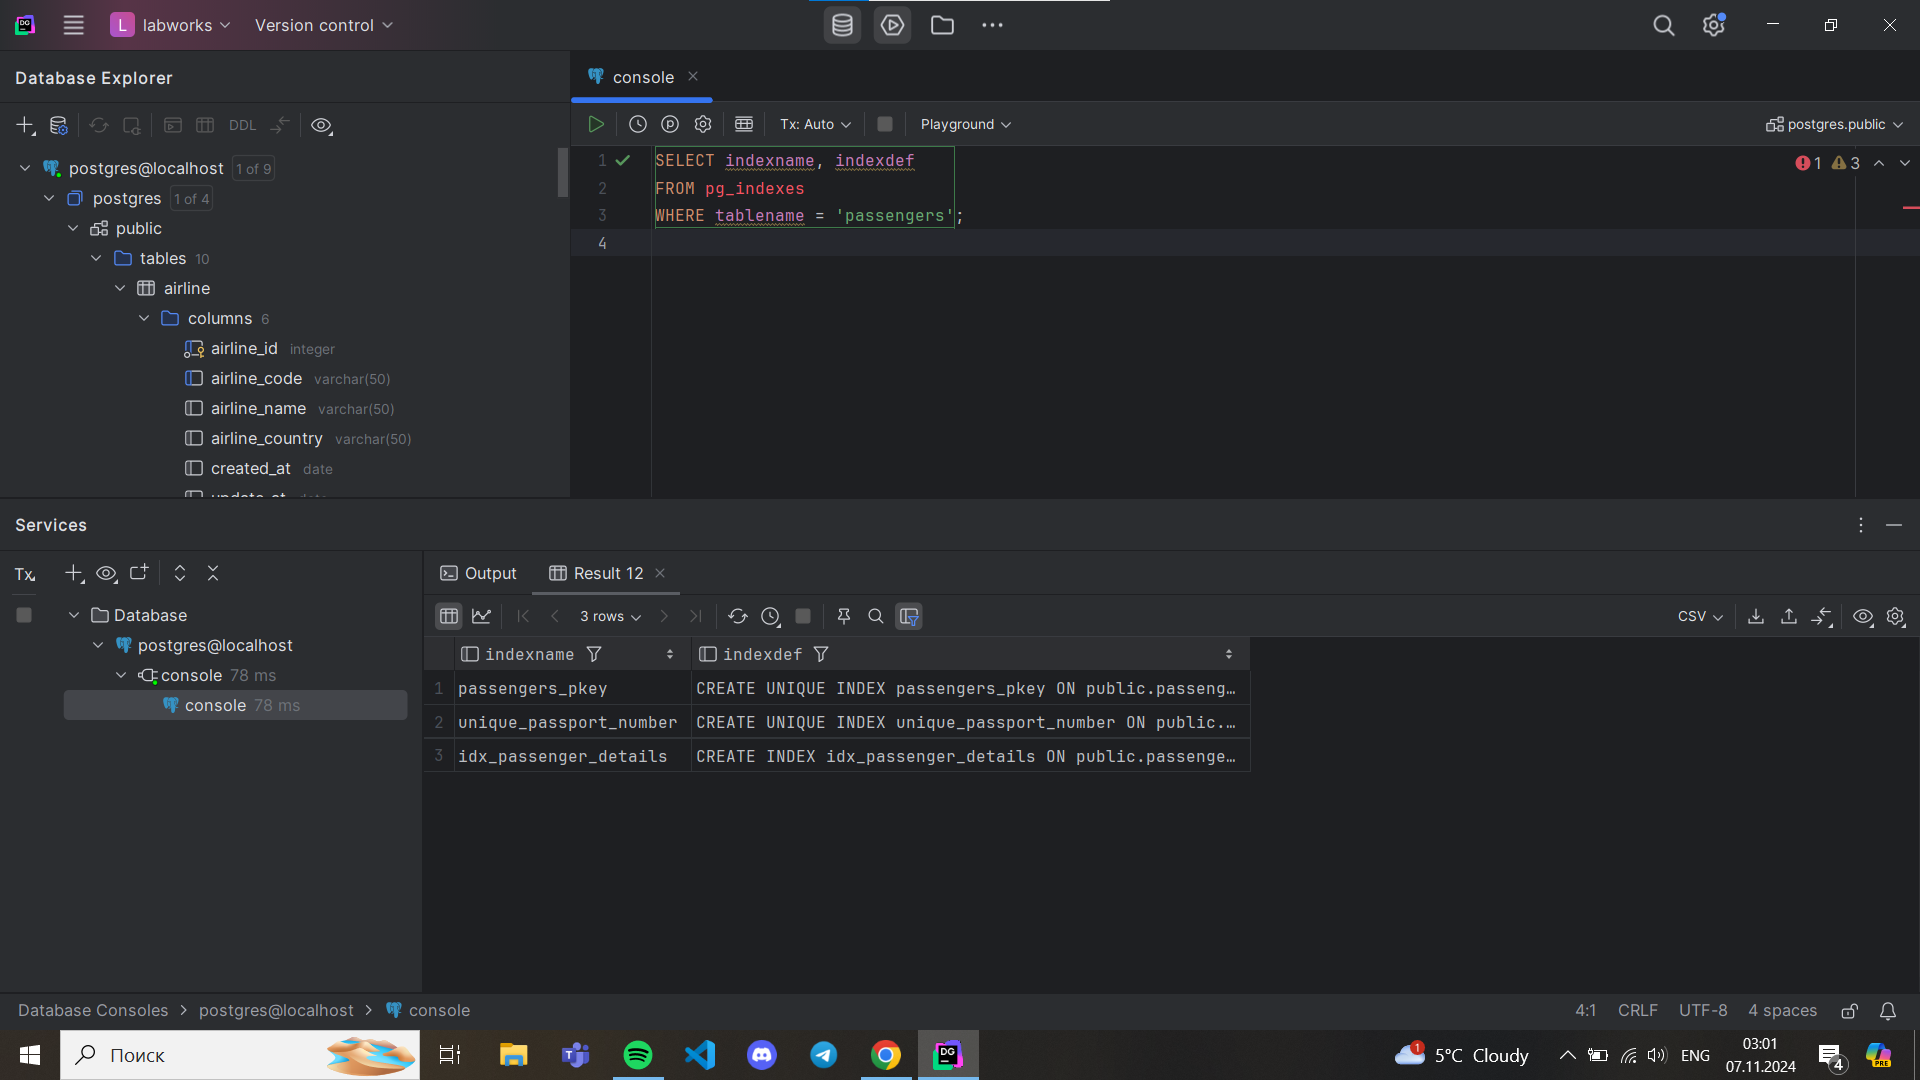 L labworks Version control
Database Explorer
DDL
postgres@localhost 1 of 9
postgres 1 of 4
public
tables 10
airline
columns 6
airline_id integer
airline_code varchar(50)
airline_name varchar(50)
airline_country varchar(50)
created_at date
console
Tx: Auto Playground postgres.public
1 SELECT indexname, indexdef
2 FROM pg_indexes
3 WHERE tablename = 'passengers';
4
1 3
Services
Tx
Database
postgres@localhost
console 78 ms
console 78 ms
Output Result 12
3 rows CSV
indexname indexdef
1 passengers_pkey CREATE UNIQUE INDEX passengers_pkey ON public.passeng…
2 unique_passport_number CREATE UNIQUE INDEX unique_passport_number ON public.…
3 idx_passenger_details CREATE INDEX idx_passenger_details ON public.passenge…
Database Consoles > postgres@localhost > console
4:1 CRLF UTF-8 4 spaces
Поиск
DG
1 5°C Cloudy
ENG
03:01
07.11.2024
4
PRE